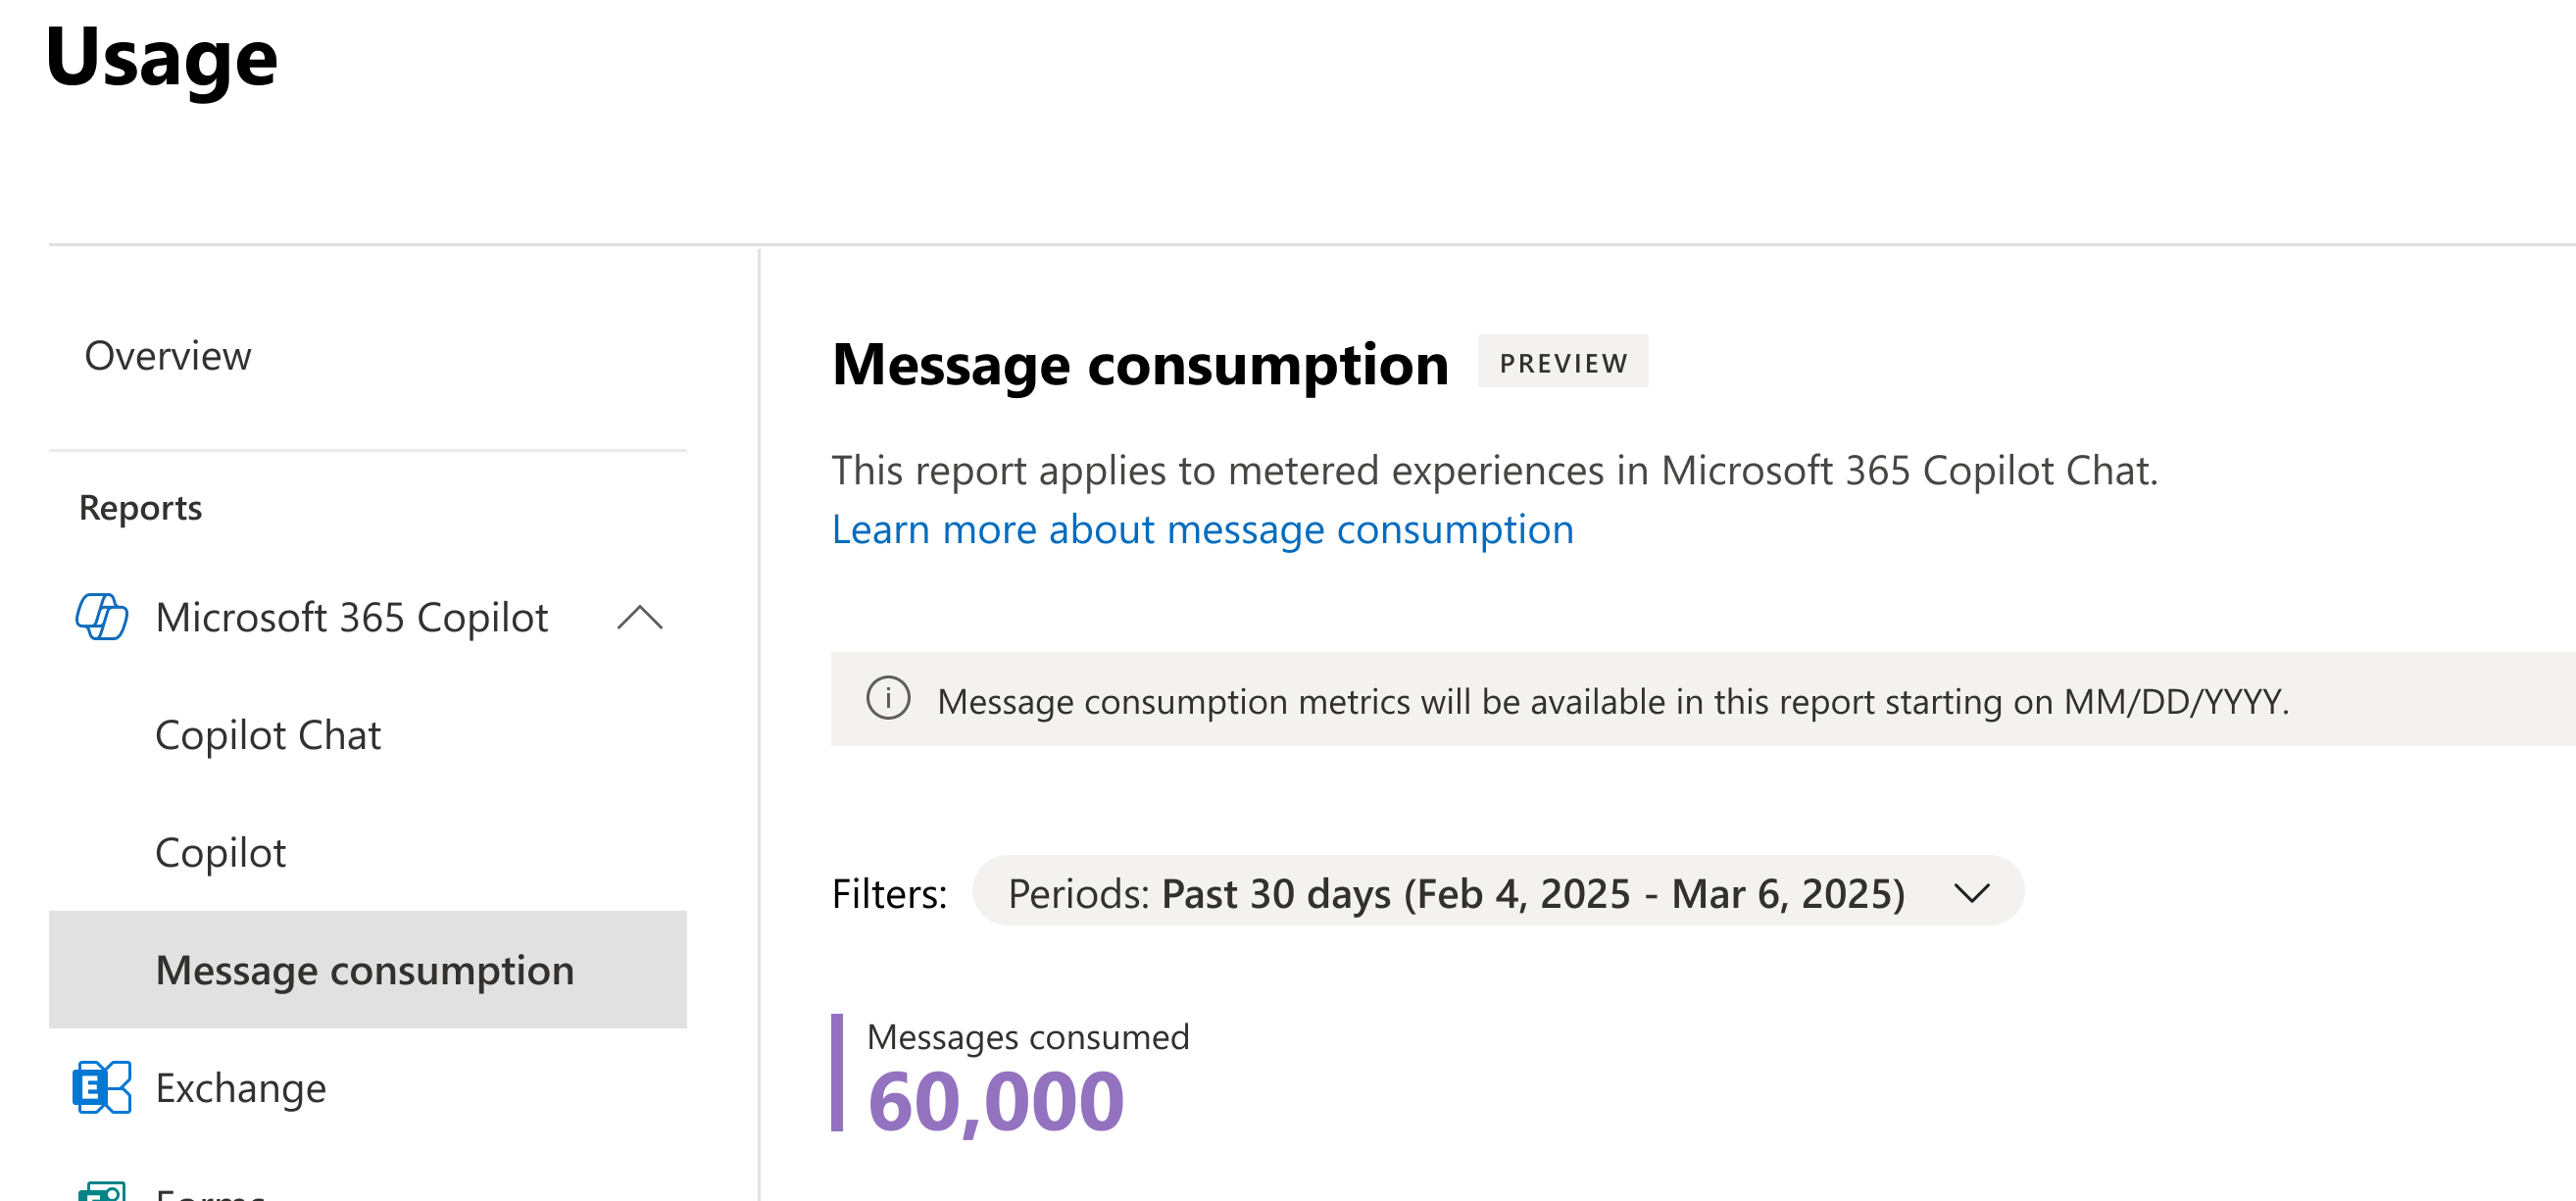 Usage
Overview
Reports
Microsoft 365 Copilot
Copilot Chat
Copilot
Message consumption
Exchange
Message consumption PREVIEW
This report applies to metered experiences in Microsoft 365 Copilot Chat.
Learn more about message consumption
Message consumption metrics will be available in this report starting on MM/DD/YYYY.
Filters: Periods: Past 30 days (Feb 4, 2025 - Mar 6, 2025)
Messages consumed
60,000